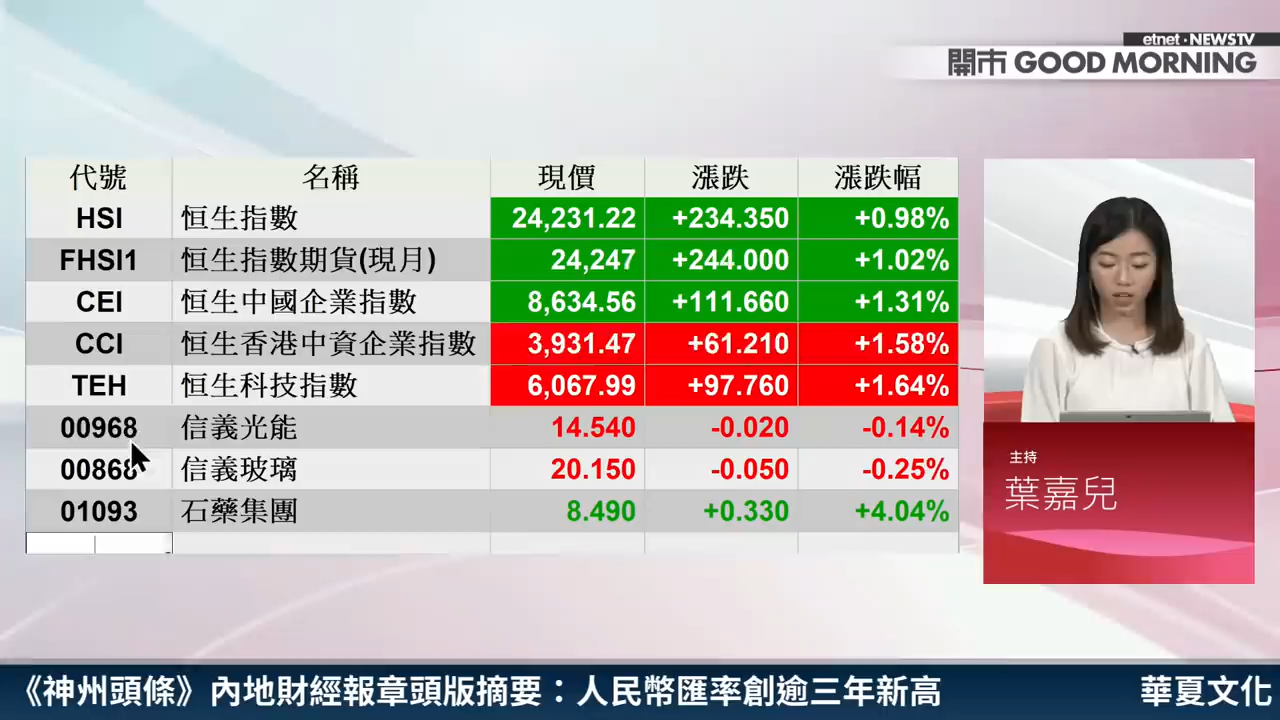 etnet·NEWSTV
開市 GOOD MORNING
代號 名稱 現價 漲跌 漲跌幅
HSI 恒生指數 24,231.22 +234.350 +0.98%
FHSI1 恒生指數期貨(現月) 24,247 +244.000 +1.02%
CEI 恒生中國企業指數 8,634.56 +111.660 +1.31%
CCI 恒生香港中資企業指數 3,931.47 +61.210 +1.58%
TEH 恒生科技指數 6,067.99 +97.760 +1.64%
00968 信義光能 14.540 -0.020 -0.14%
00868 信義玻璃 20.150 -0.050 -0.25%
01093 石藥集團 8.490 +0.330 +4.04%
主持
葉嘉兒
《神州頭條》內地財經報章頭版摘要：人民幣匯率創逾三年新高 華夏文化